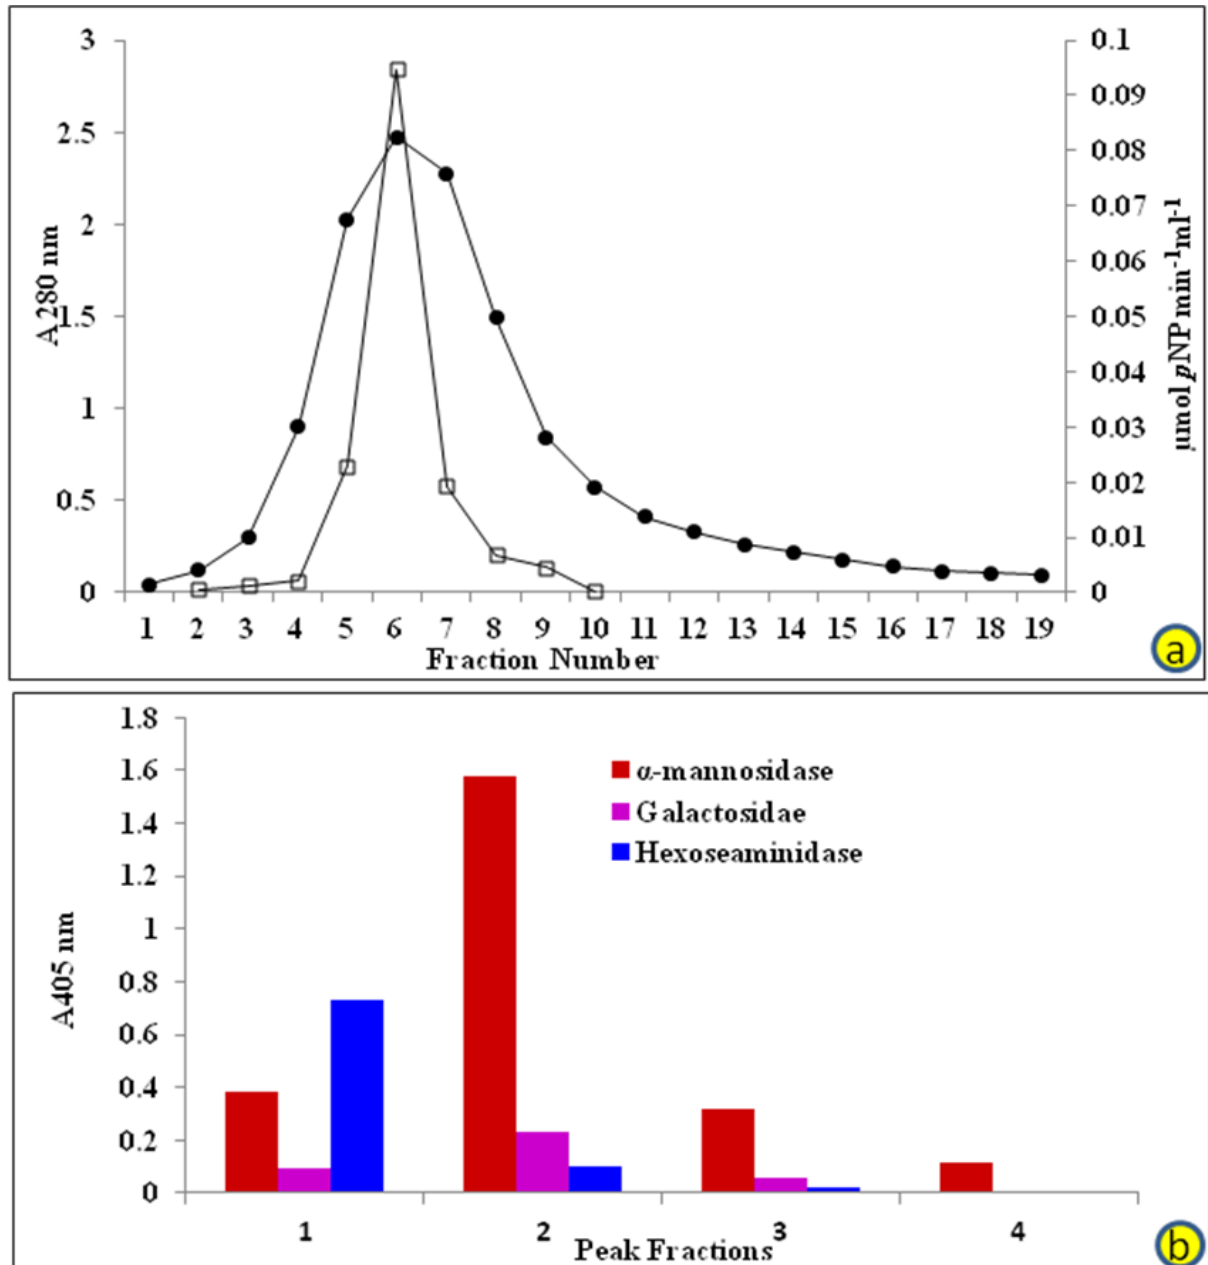 3
2.5
2
1.5
1
0.5
0
A280 nm
0.1
0.09
0.08
0.07
0.06
0.05
0.04
0.03
0.02
0.01
0
µmol pNP min⁻¹ml⁻¹
1 2 3 4 5 6 7 8 9 10 11 12 13 14 15 16 17 18 19
Fraction Number
a
1.8
1.6
1.4
1.2
1
0.8
0.6
0.4
0.2
0
A405 nm
α-mannosidase
Galactosidae
Hexoseaminidase
1 2 3 4
Peak Fractions
b